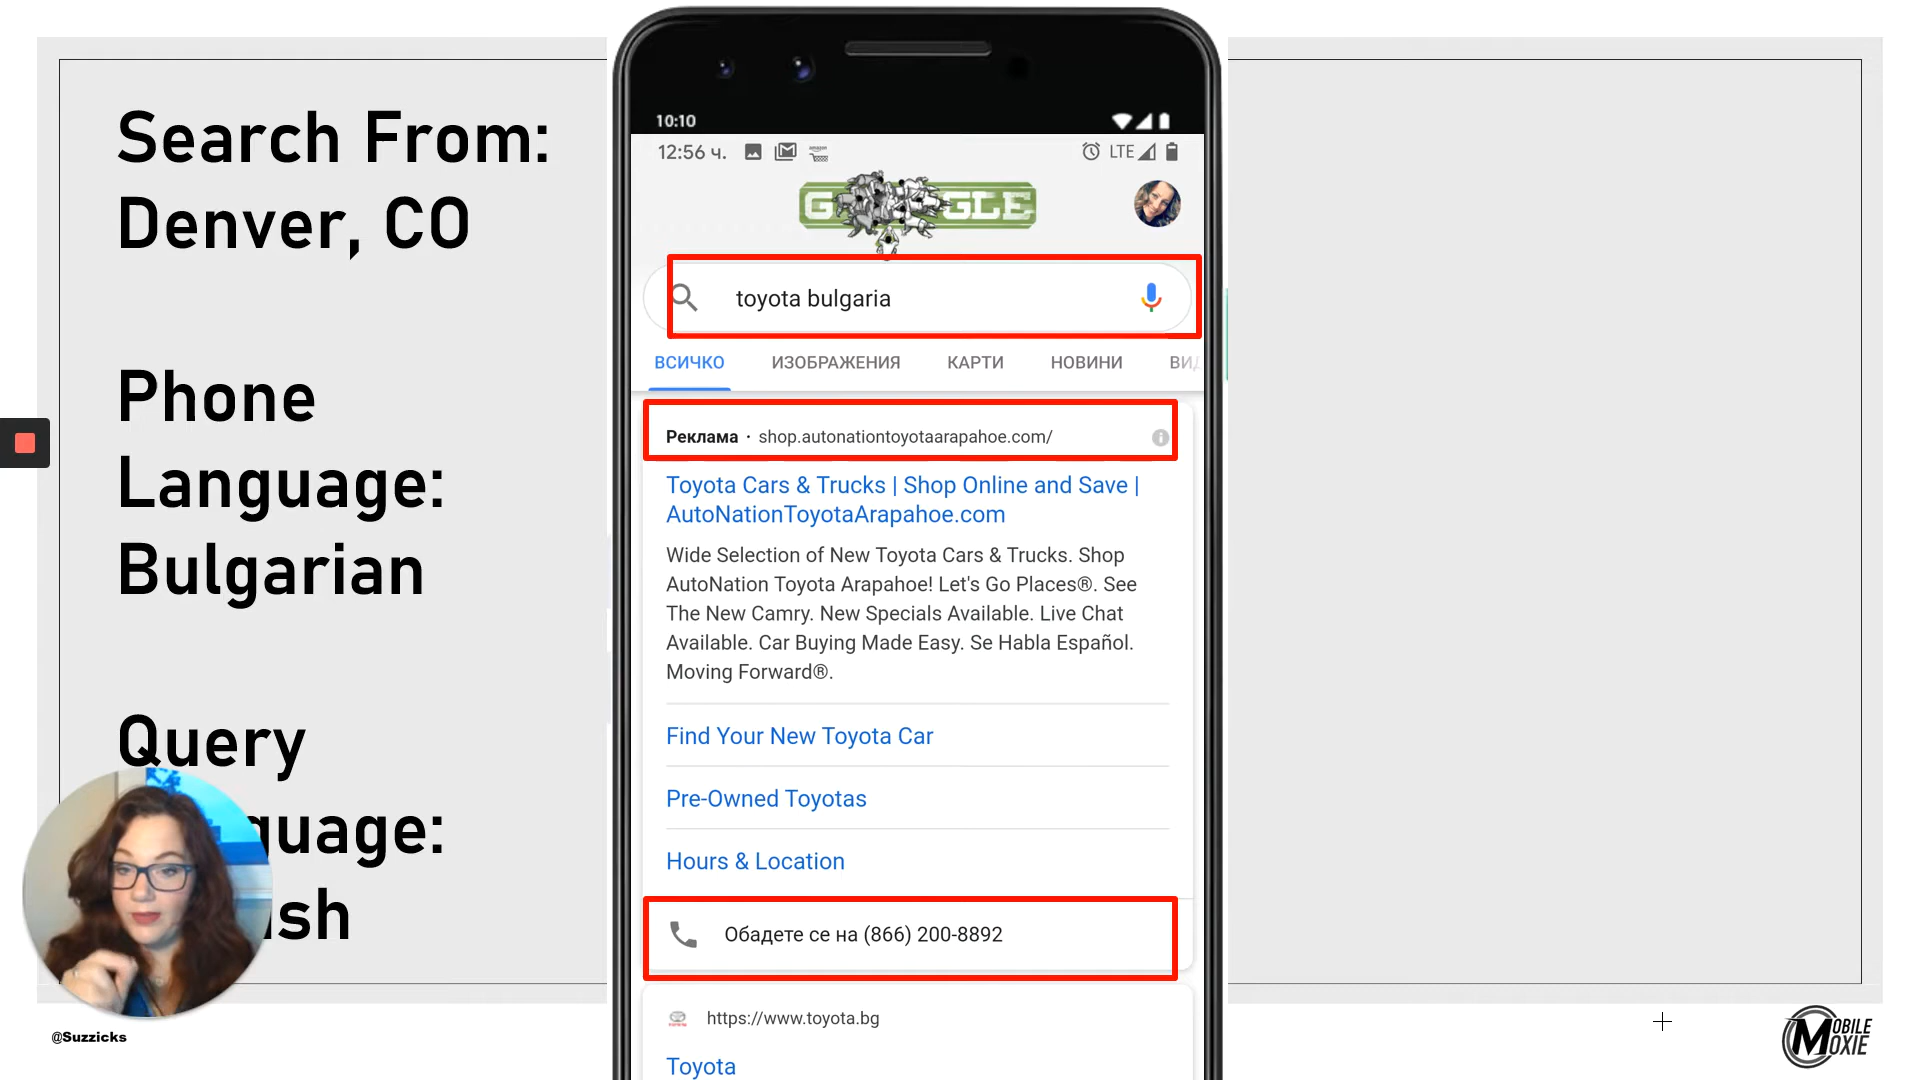 Search From:
Denver, CO
Phone
Language:
Bulgarian
Query
guage:
sh
@Suzzicks
10:10
12:56 ч.
LTE
toyota bulgaria
ВСИЧКО ИЗОБРАЖЕНИЯ КАРТИ НОВИНИ ВИД
Реклама · shop.autonationtoyotaarapahoe.com/
Toyota Cars & Trucks | Shop Online and Save |
AutoNationToyotaArapahoe.com
Wide Selection of New Toyota Cars & Trucks. Shop
AutoNation Toyota Arapahoe! Let's Go Places®. See
The New Camry. New Specials Available. Live Chat
Available. Car Buying Made Easy. Se Habla Español.
Moving Forward®.
Find Your New Toyota Car
Pre-Owned Toyotas
Hours & Location
Обадете се на (866) 200-8892
https://www.toyota.bg
Toyota
MOBILE
MOXIE